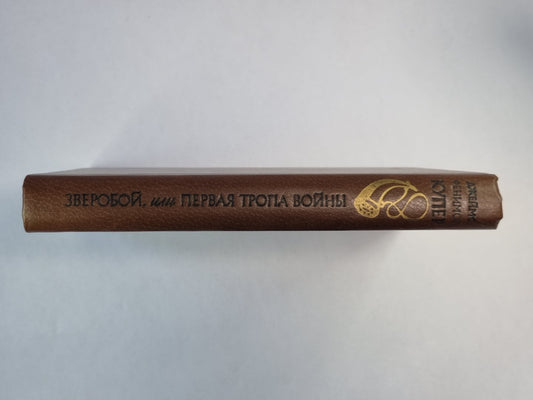 ДЖЕЙМС
ФЕНИМОР
КУПЕР
ЗВЕРОБОЙ, или ПЕРВАЯ ТРОПА ВОЙНЫ